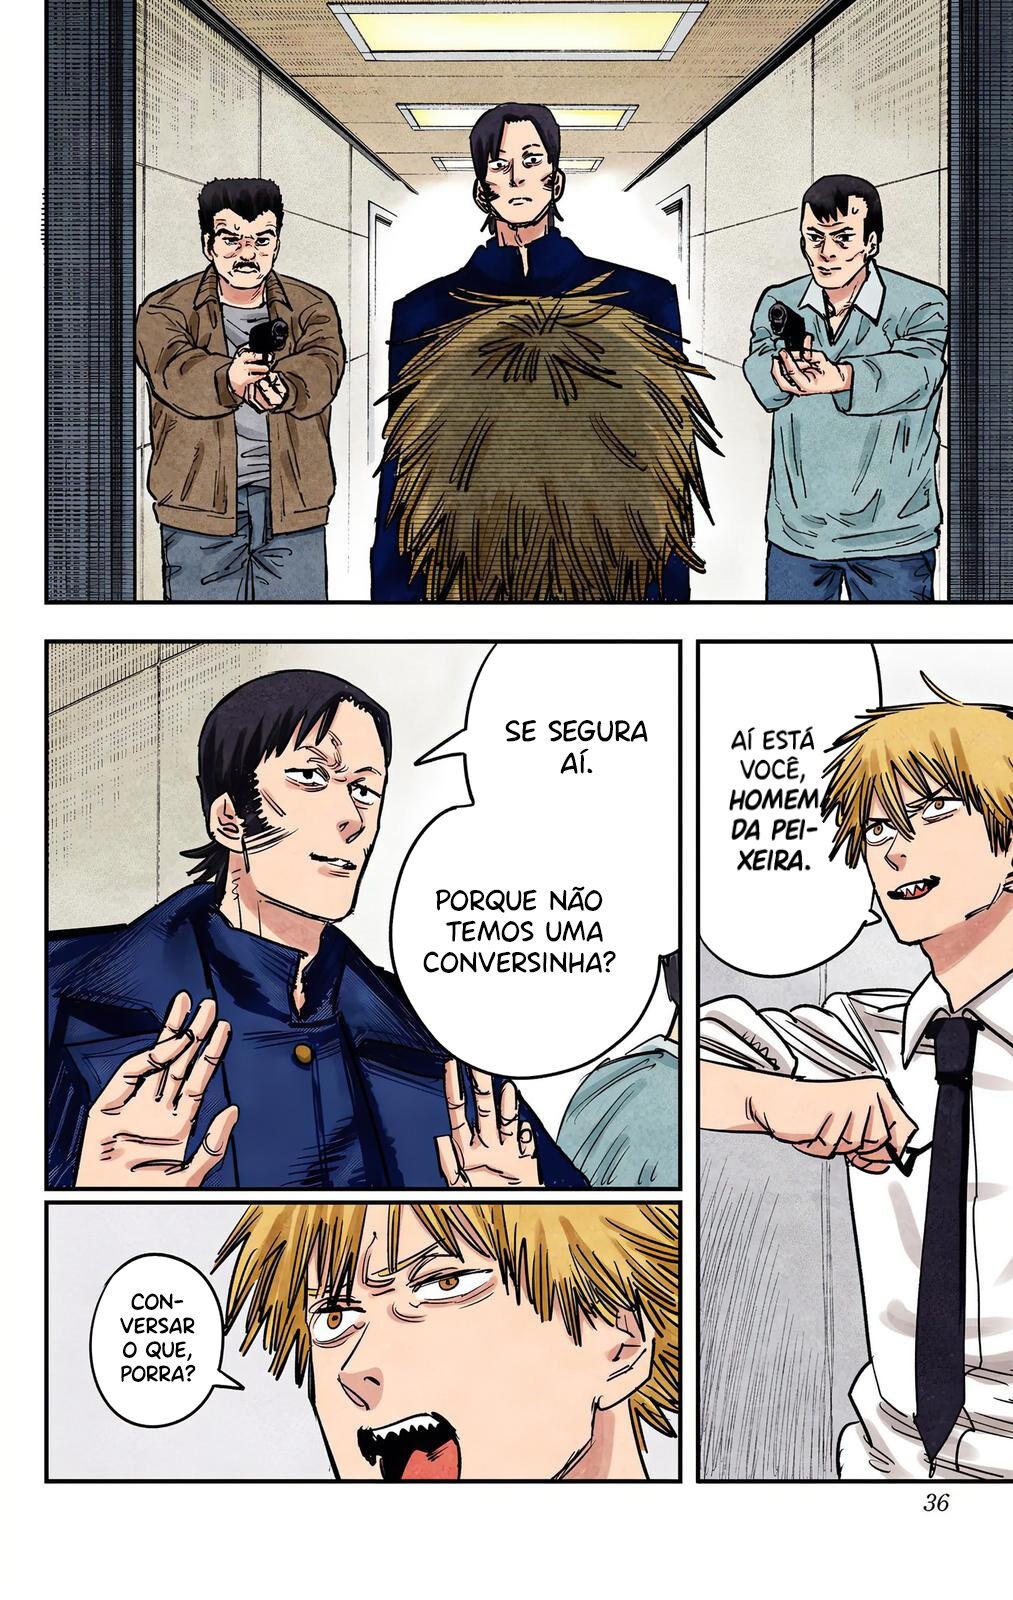 AÍ ESTÁ
VOCÊ,
HOMEM
DA PEI-
XEIRA.
SE SEGURA
AÍ.
PORQUE NÃO
TEMOS UMA
CONVERSINHA?
CON-
VERSAR
O QUE,
PORRA?
36